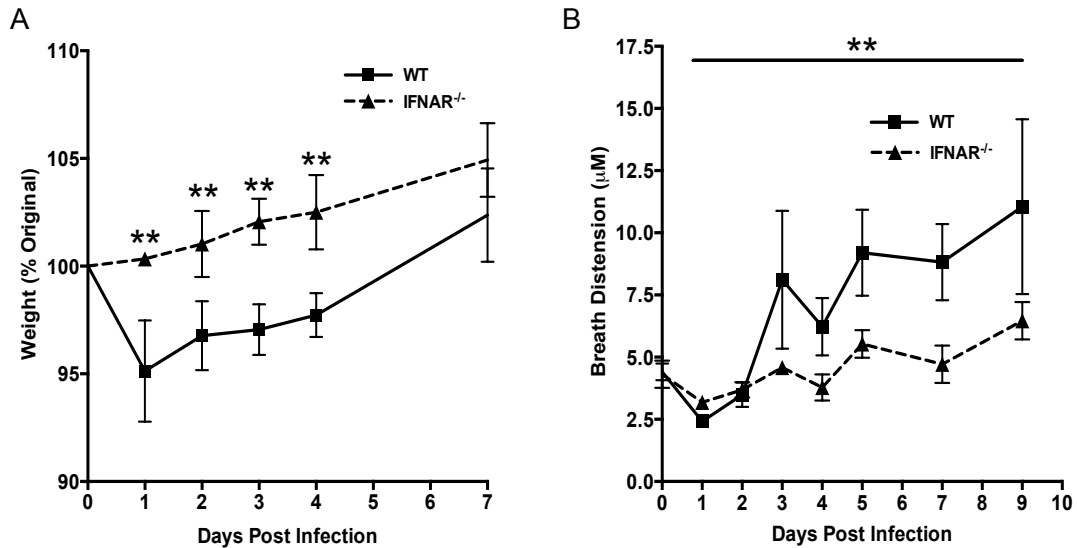 A
110
105
100
95
90
Weight (% Original)
WT
IFNAR-/-
**
**
**
**
0 1 2 3 4 5 6 7
Days Post Infection
B
17.5
15.0
12.5
10.0
7.5
5.0
2.5
0.0
Breath Distension (μM)
**
WT
IFNAR-/-
0 1 2 3 4 5 6 7 8 9 10
Days Post Infection